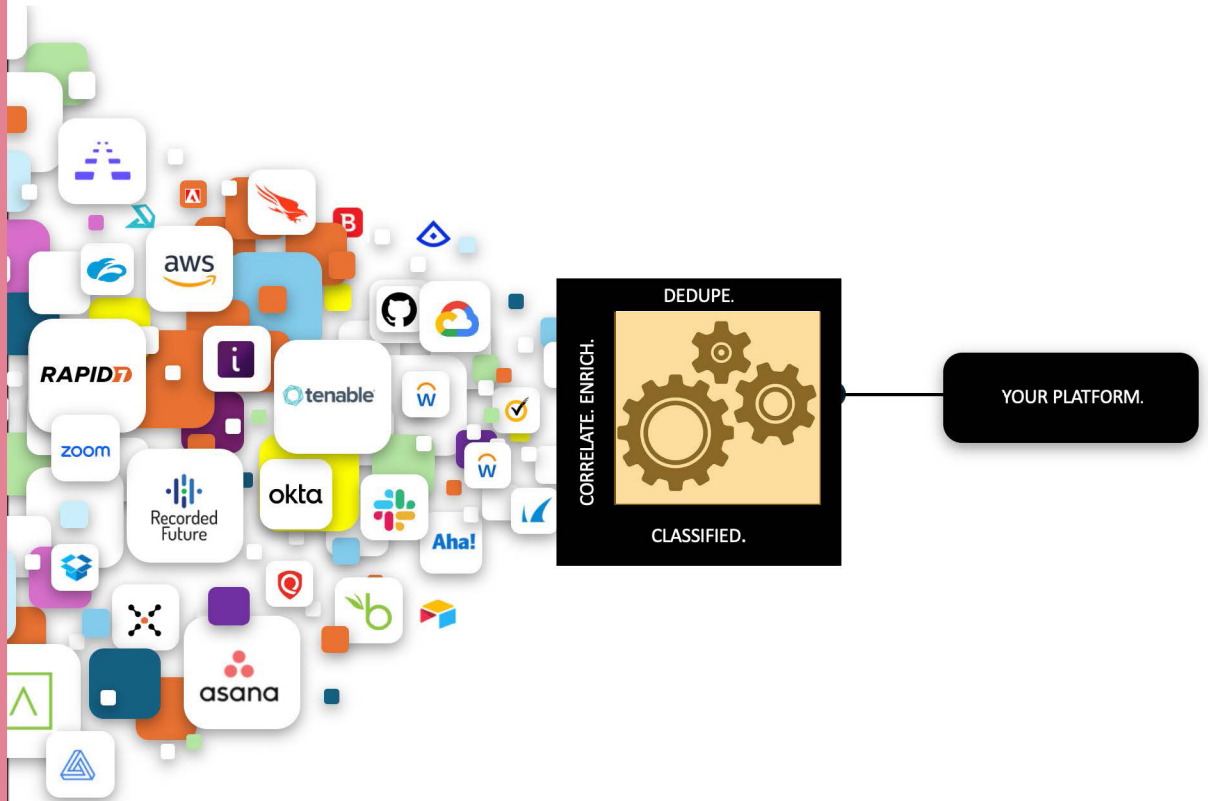 aws
B
DEDUPE.
CORRELATE. ENRICH.
RAPID7
i
tenable
w
YOUR PLATFORM.
zoom
w
okta
Recorded
Future
Aha!
CLASSIFIED.
b
asana